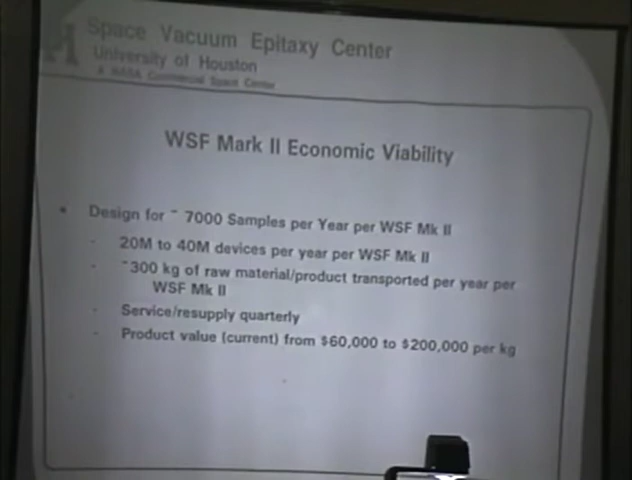 Space Vacuum Epitaxy Center
University of Houston
A NASA Commercial Space Center
WSF Mark II Economic Viability
• Design for ~ 7000 Samples per Year per WSF Mk II
- 20M to 40M devices per year per WSF Mk II
- ~300 kg of raw material/product transported per year per
WSF Mk II
- Service/resupply quarterly
- Product value (current) from $60,000 to $200,000 per kg